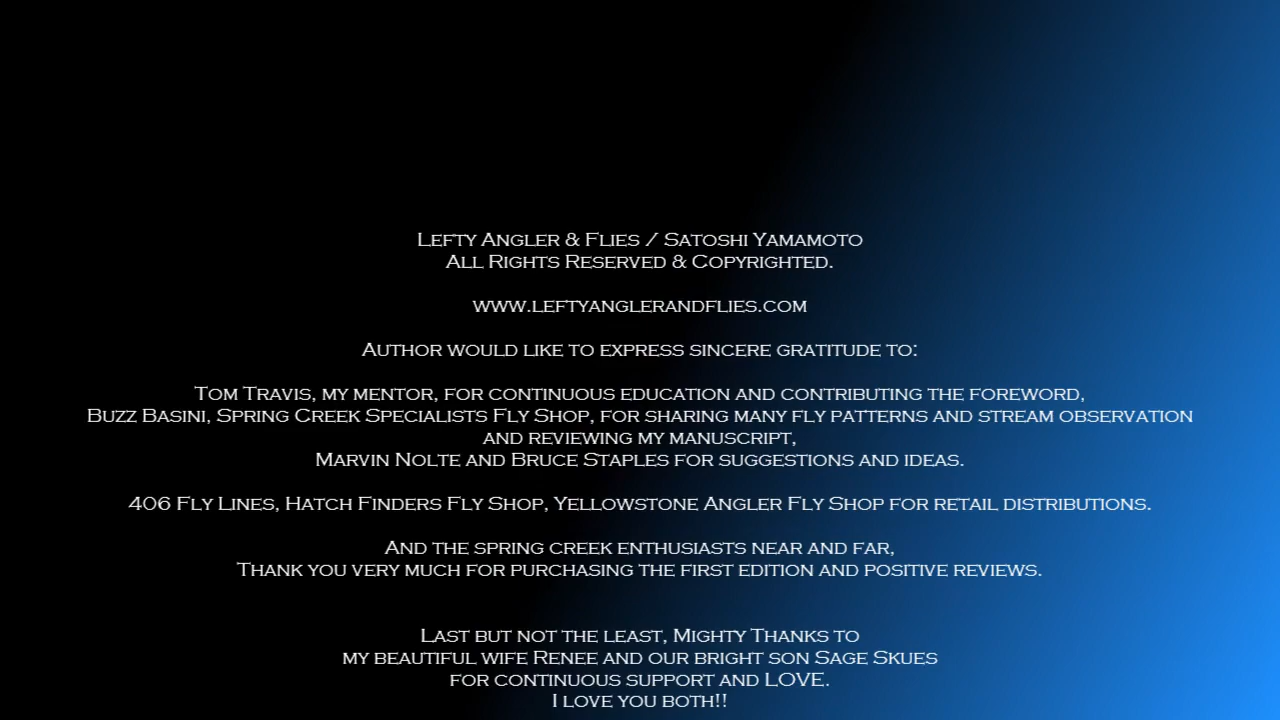 Lefty Angler & Flies / Satoshi Yamamoto
All Rights Reserved & Copyrighted.
www.leftyanglerandflies.com
Author would like to express sincere gratitude to:
Tom Travis, my mentor, for continuous education and contributing the foreword,
Buzz Basini, Spring Creek Specialists Fly Shop, for sharing many fly patterns and stream observation
and reviewing my manuscript,
Marvin Nolte and Bruce Staples for suggestions and ideas.
406 Fly Lines, Hatch Finders Fly Shop, Yellowstone Angler Fly Shop for retail distributions.
And the spring creek enthusiasts near and far,
Thank you very much for purchasing the first edition and positive reviews.
Last but not the least, Mighty Thanks to
my beautiful wife Renee and our bright son Sage Skues
for continuous support and LOVE.
I love you both!!